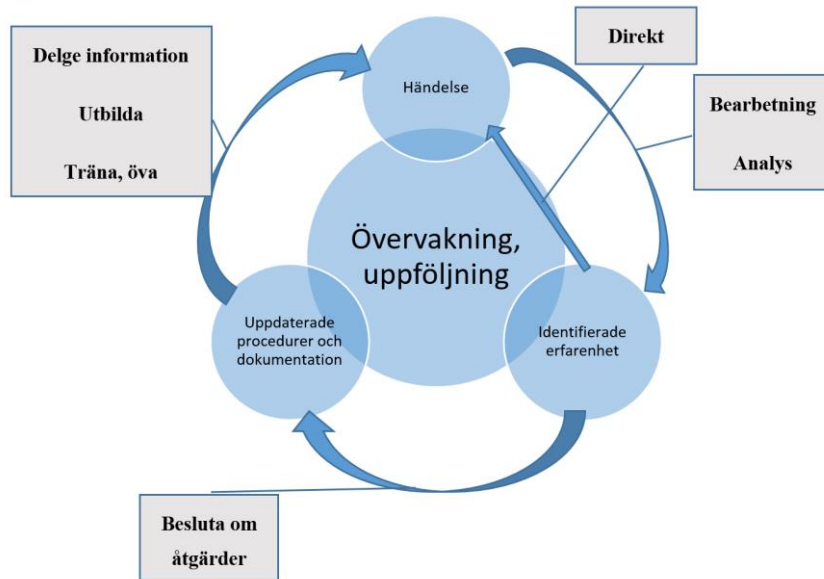 Delge information
Utbilda
Träna, öva
Händelse
Direkt
Bearbetning
Analys
Övervakning,
uppföljning
Uppdaterade
procedurer och
dokumentation
Identifierade
erfarenhet
Besluta om
åtgärder